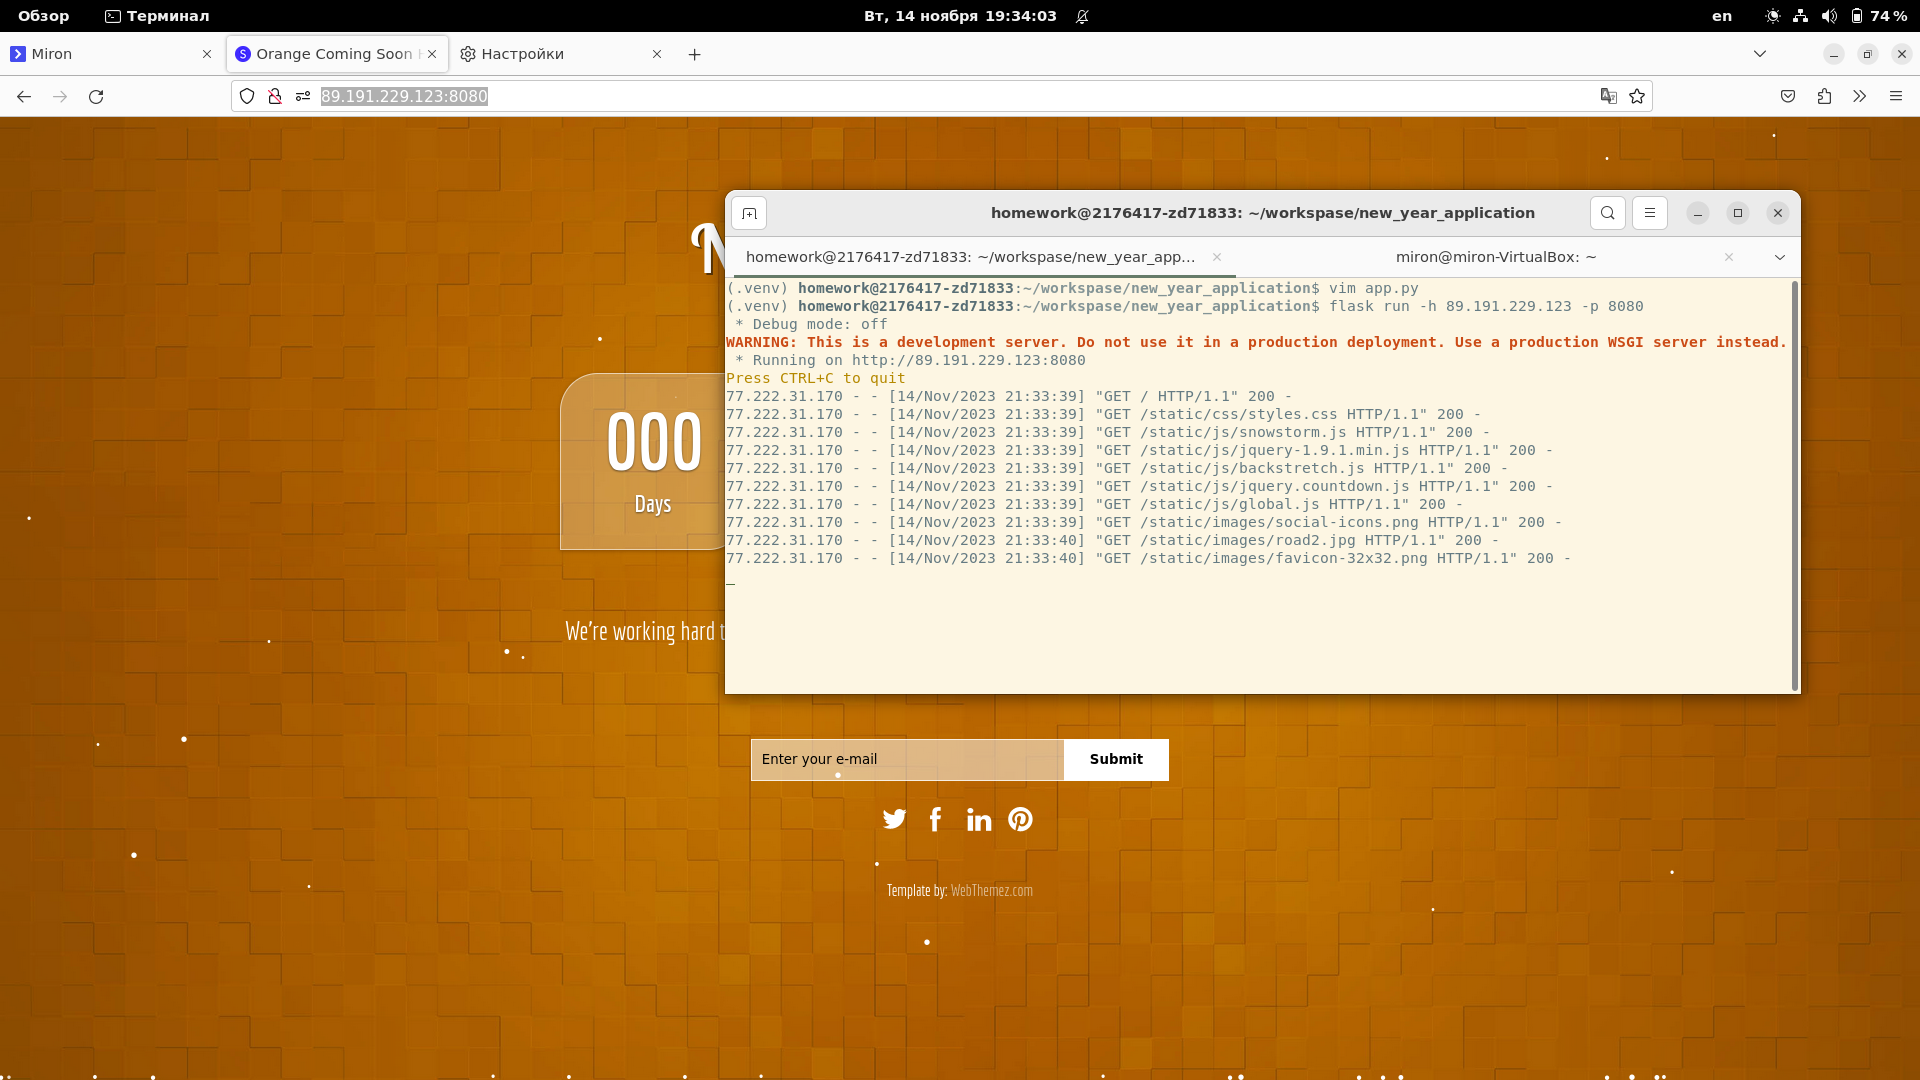 Обзор Терминал Вт, 14 ноября 19:34:03 en 74 %
Miron Orange Coming Soon Настройки
89.191.229.123:8080
homework@2176417-zd71833: ~/workspase/new_year_application
homework@2176417-zd71833: ~/workspase/new_year_app... miron@miron-VirtualBox: ~
(.venv) homework@2176417-zd71833:~/workspase/new_year_application$ vim app.py
(.venv) homework@2176417-zd71833:~/workspase/new_year_application$ flask run -h 89.191.229.123 -p 8080
 * Debug mode: off
WARNING: This is a development server. Do not use it in a production deployment. Use a production WSGI server instead.
 * Running on http://89.191.229.123:8080
Press CTRL+C to quit
77.222.31.170 - - [14/Nov/2023 21:33:39] "GET / HTTP/1.1" 200 -
77.222.31.170 - - [14/Nov/2023 21:33:39] "GET /static/css/styles.css HTTP/1.1" 200 -
77.222.31.170 - - [14/Nov/2023 21:33:39] "GET /static/js/snowstorm.js HTTP/1.1" 200 -
77.222.31.170 - - [14/Nov/2023 21:33:39] "GET /static/js/jquery-1.9.1.min.js HTTP/1.1" 200 -
77.222.31.170 - - [14/Nov/2023 21:33:39] "GET /static/js/backstretch.js HTTP/1.1" 200 -
77.222.31.170 - - [14/Nov/2023 21:33:39] "GET /static/js/jquery.countdown.js HTTP/1.1" 200 -
77.222.31.170 - - [14/Nov/2023 21:33:39] "GET /static/js/global.js HTTP/1.1" 200 -
77.222.31.170 - - [14/Nov/2023 21:33:39] "GET /static/images/social-icons.png HTTP/1.1" 200 -
77.222.31.170 - - [14/Nov/2023 21:33:40] "GET /static/images/road2.jpg HTTP/1.1" 200 -
77.222.31.170 - - [14/Nov/2023 21:33:40] "GET /static/images/favicon-32x32.png HTTP/1.1" 200 -
000
Days
We're working hard
Enter your e-mail Submit
Template by: WebThemez.com